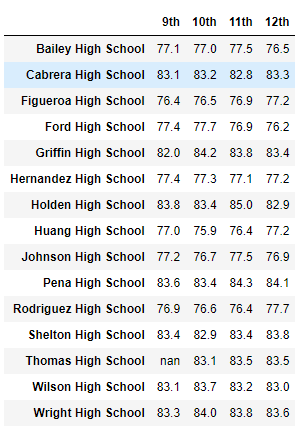 9th 10th 11th 12th
Bailey High School 77.1 77.0 77.5 76.5
Cabrera High School 83.1 83.2 82.8 83.3
Figueroa High School 76.4 76.5 76.9 77.2
Ford High School 77.4 77.7 76.9 76.2
Griffin High School 82.0 84.2 83.8 83.4
Hernandez High School 77.4 77.3 77.1 77.2
Holden High School 83.8 83.4 85.0 82.9
Huang High School 77.0 75.9 76.4 77.2
Johnson High School 77.2 76.7 77.5 76.9
Pena High School 83.6 83.4 84.3 84.1
Rodriguez High School 76.9 76.6 76.4 77.7
Shelton High School 83.4 82.9 83.4 83.8
Thomas High School nan 83.1 83.5 83.5
Wilson High School 83.1 83.7 83.2 83.0
Wright High School 83.3 84.0 83.8 83.6